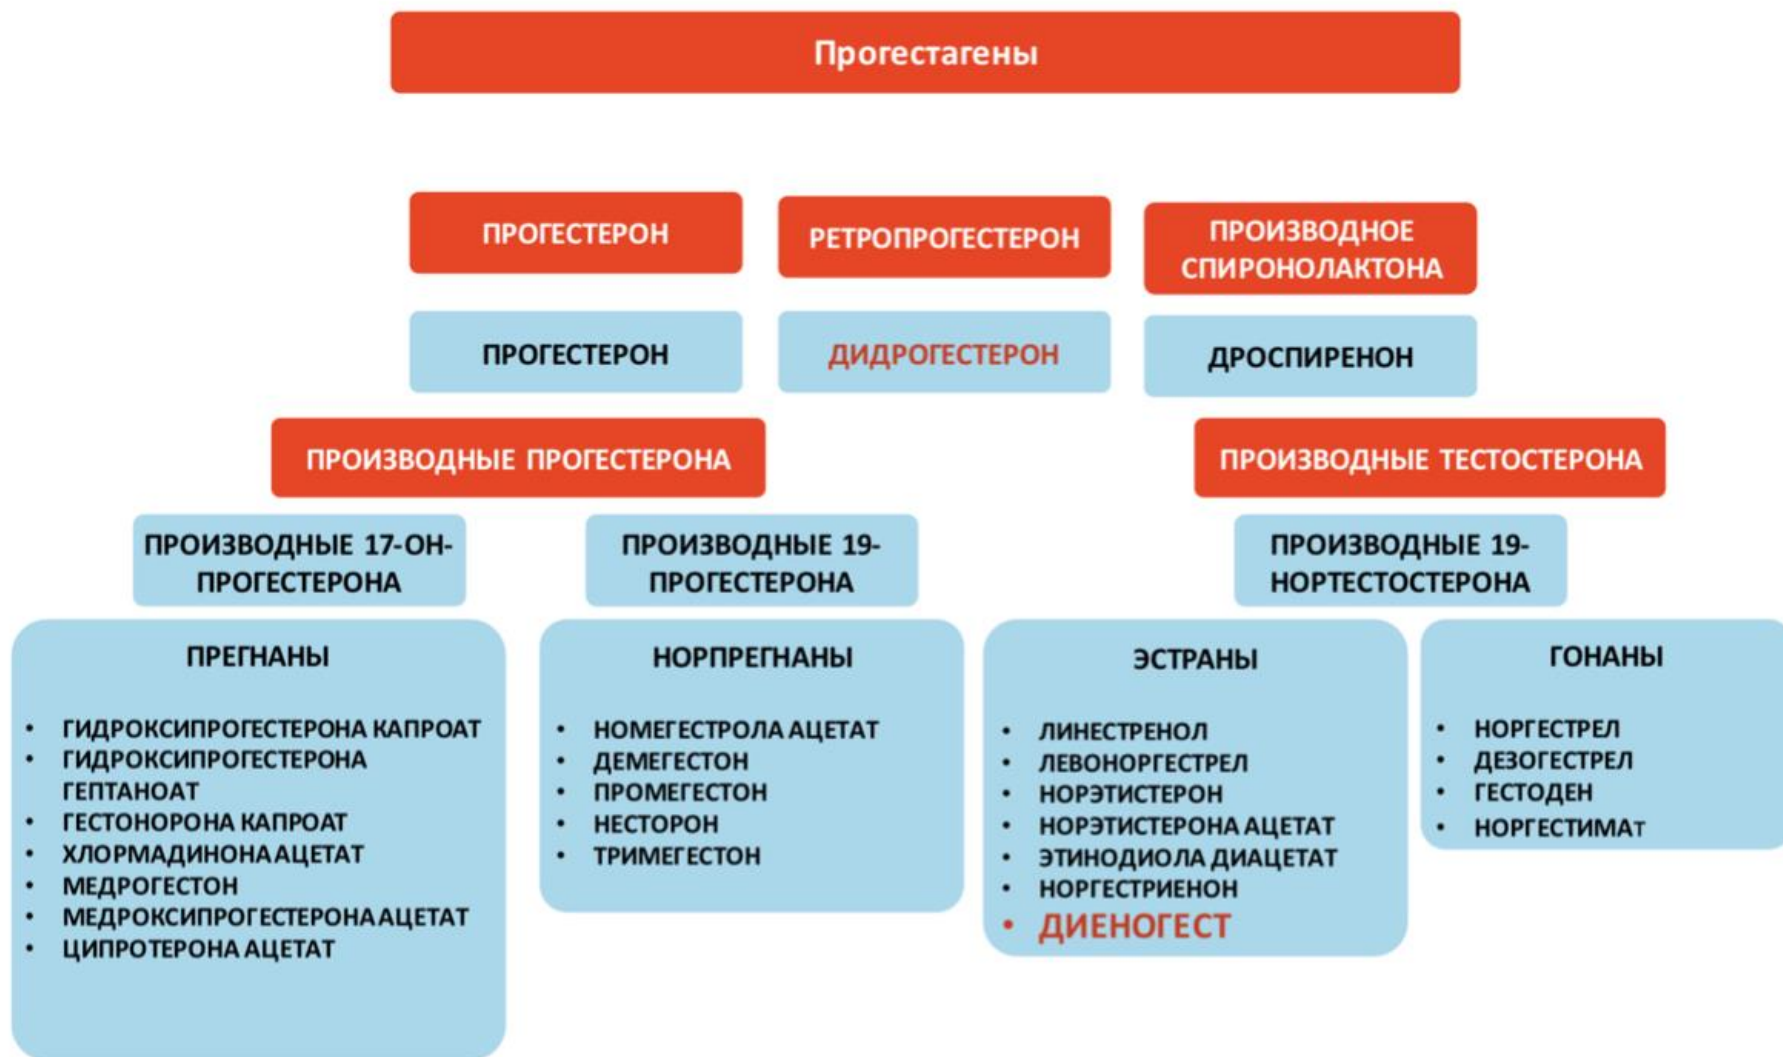 Прогестагены
ПРОГЕСТЕРОН
РЕТРОПРОГЕСТЕРОН
ПРОИЗВОДНОЕ
СПИРОНОЛАКТОНА
ПРОГЕСТЕРОН
ДИДРОГЕСТЕРОН
ДРОСПИРЕНОН
ПРОИЗВОДНЫЕ ПРОГЕСТЕРОНА
ПРОИЗВОДНЫЕ ТЕСТОСТЕРОНА
ПРОИЗВОДНЫЕ 17-ОН-
ПРОГЕСТЕРОНА
ПРОИЗВОДНЫЕ 19-
ПРОГЕСТЕРОНА
ПРОИЗВОДНЫЕ 19-
НОРТЕСТОСТЕРОНА
ПРЕГНАНЫ
• ГИДРОКСИПРОГЕСТЕРОНА КАПРОАТ
• ГИДРОКСИПРОГЕСТЕРОНА
ГЕПТАНОАТ
• ГЕСТОНОРОНА КАПРОАТ
• ХЛОРМАДИНОНА АЦЕТАТ
• МЕДРОГЕСТОН
• МЕДРОКСИПРОГЕСТЕРОНА АЦЕТАТ
• ЦИПРОТЕРОНА АЦЕТАТ
НОРПРЕГНАНЫ
• НОМЕГЕСТРОЛА АЦЕТАТ
• ДЕМЕГЕСТОН
• ПРОМЕГЕСТОН
• НЕСТОРОН
• ТРИМЕГЕСТОН
ЭСТРАНЫ
• ЛИНЕСТРЕНОЛ
• ЛЕВОНОРГЕСТРЕЛ
• НОРЭТИСТЕРОН
• НОРЭТИСТЕРОНА АЦЕТАТ
• ЭТИНОДИОЛА ДИАЦЕТАТ
• НОРГЕСТРИЕНОН
• ДИЕНОГЕСТ
ГОНАНЫ
• НОРГЕСТРЕЛ
• ДЕЗОГЕСТРЕЛ
• ГЕСТОДЕН
• НОРГЕСТИМАт